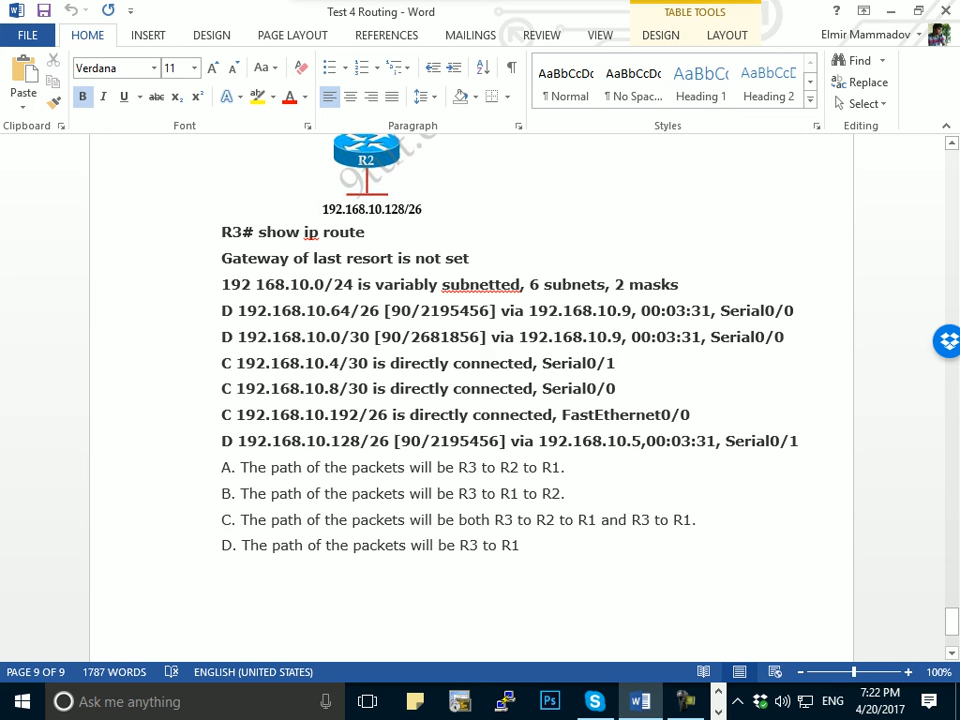 Test 4 Routing - Word
TABLE TOOLS
FILE HOME INSERT DESIGN PAGE LAYOUT REFERENCES MAILINGS REVIEW VIEW DESIGN LAYOUT Elmir Mammadov
Paste
Verdana 11
Aa
B I U abc x₂ x² A ab A
AaBbCcDc AaBbCcDc AaBbC AaBbCcC
¶ Normal ¶ No Spac... Heading 1 Heading 2
Find
Replace
Select
Clipboard Font Paragraph Styles Editing
R2
9tut.c
192.168.10.128/26
R3# show ip route
Gateway of last resort is not set
192 168.10.0/24 is variably subnetted, 6 subnets, 2 masks
D 192.168.10.64/26 [90/2195456] via 192.168.10.9, 00:03:31, Serial0/0
D 192.168.10.0/30 [90/2681856] via 192.168.10.9, 00:03:31, Serial0/0
C 192.168.10.4/30 is directly connected, Serial0/1
C 192.168.10.8/30 is directly connected, Serial0/0
C 192.168.10.192/26 is directly connected, FastEthernet0/0
D 192.168.10.128/26 [90/2195456] via 192.168.10.5,00:03:31, Serial0/1
A. The path of the packets will be R3 to R2 to R1.
B. The path of the packets will be R3 to R1 to R2.
C. The path of the packets will be both R3 to R2 to R1 and R3 to R1.
D. The path of the packets will be R3 to R1
PAGE 9 OF 9 1787 WORDS ENGLISH (UNITED STATES) 100%
Ask me anything
Ps
ENG
7:22 PM
4/20/2017